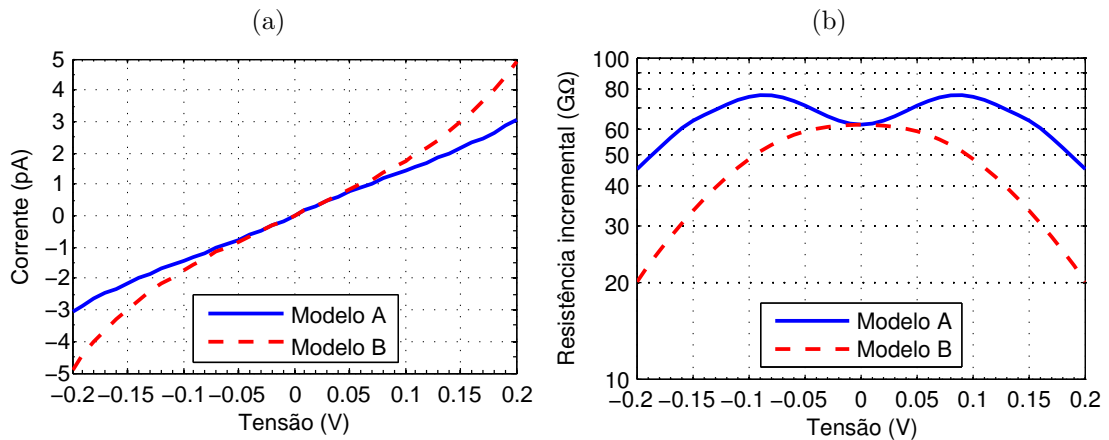 (a)
5
4
3
2
1
0
−1
−2
−3
−4
−5
−0.2 −0.15 −0.1 −0.05 0 0.05 0.1 0.15 0.2
Tensão (V)
Corrente (pA)
Modelo A
Modelo B
(b)
100
80
60
50
40
30
20
10
−0.2 −0.15 −0.1 −0.05 0 0.05 0.1 0.15 0.2
Tensão (V)
Resistência incremental (GΩ)
Modelo A
Modelo B